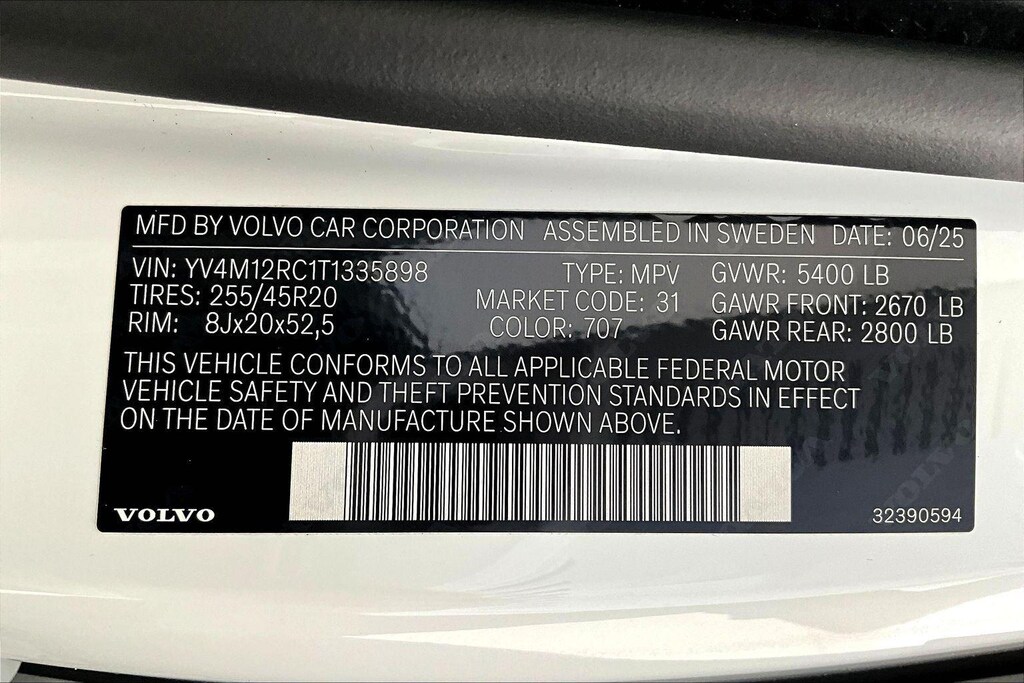 MFD BY VOLVO CAR CORPORATION ASSEMBLED IN SWEDEN DATE: 06/25
VIN: YV4M12RC1T1335898 TYPE: MPV GVWR: 5400 LB
TIRES: 255/45R20 MARKET CODE: 31 GAWR FRONT: 2670 LB
RIM: 8Jx20x52,5 COLOR: 707 GAWR REAR: 2800 LB
THIS VEHICLE CONFORMS TO ALL APPLICABLE FEDERAL MOTOR
VEHICLE SAFETY AND THEFT PREVENTION STANDARDS IN EFFECT
ON THE DATE OF MANUFACTURE SHOWN ABOVE.
VOLVO 32390594